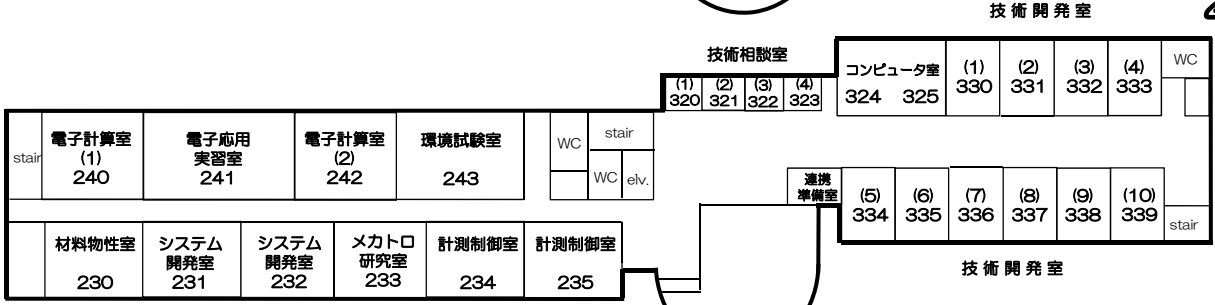 技術開発室
技術相談室
(1) (2) (3) (4)
320 321 322 323
コンピュータ室
324 325
(1) (2) (3) (4)
330 331 332 333
WC
stair
電子計算室
(1)
240
電子応用
実習室
241
電子計算室
(2)
242
環境試験室
243
WC
stair
WC
elv.
連携
準備室
(5) (6) (7) (8) (9) (10)
334 335 336 337 338 339
stair
材料物性室
230
システム
開発室
231
システム
開発室
232
メカトロ
研究室
233
計測制御室
234
計測制御室
235
技術開発室